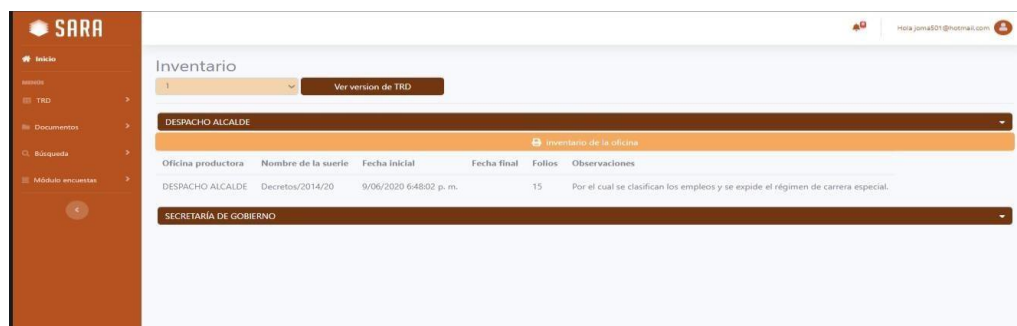 SARA
Hola joma501@hotmail.com
Inicio
Inventario
1
Ver version de TRD
TRD
Documentos
Búsqueda
Módulo encuestas
DESPACHO ALCALDE
inventario de la oficina
Oficina productora Nombre de la suerie Fecha inicial Fecha final Folios Observaciones
DESPACHO ALCALDE Decretos/2014/20 9/06/2020 6:48:02 p. m. 15 Por el cual se clasifican los empleos y se expide el régimen de carrera especial.
SECRETARÍA DE GOBIERNO